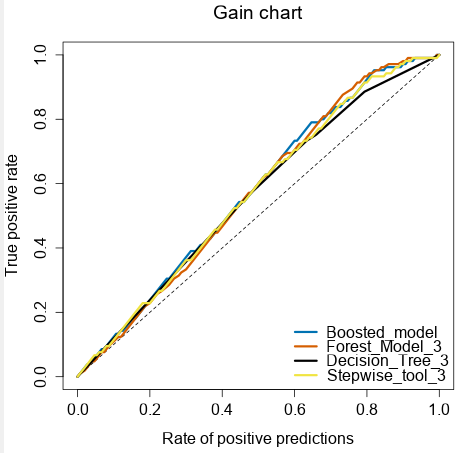 Gain chart
True positive rate
1.0
0.8
0.6
0.4
0.2
0.0
Boosted_model
Forest_Model_3
Decision_Tree_3
Stepwise_tool_3
0.0 0.2 0.4 0.6 0.8 1.0
Rate of positive predictions